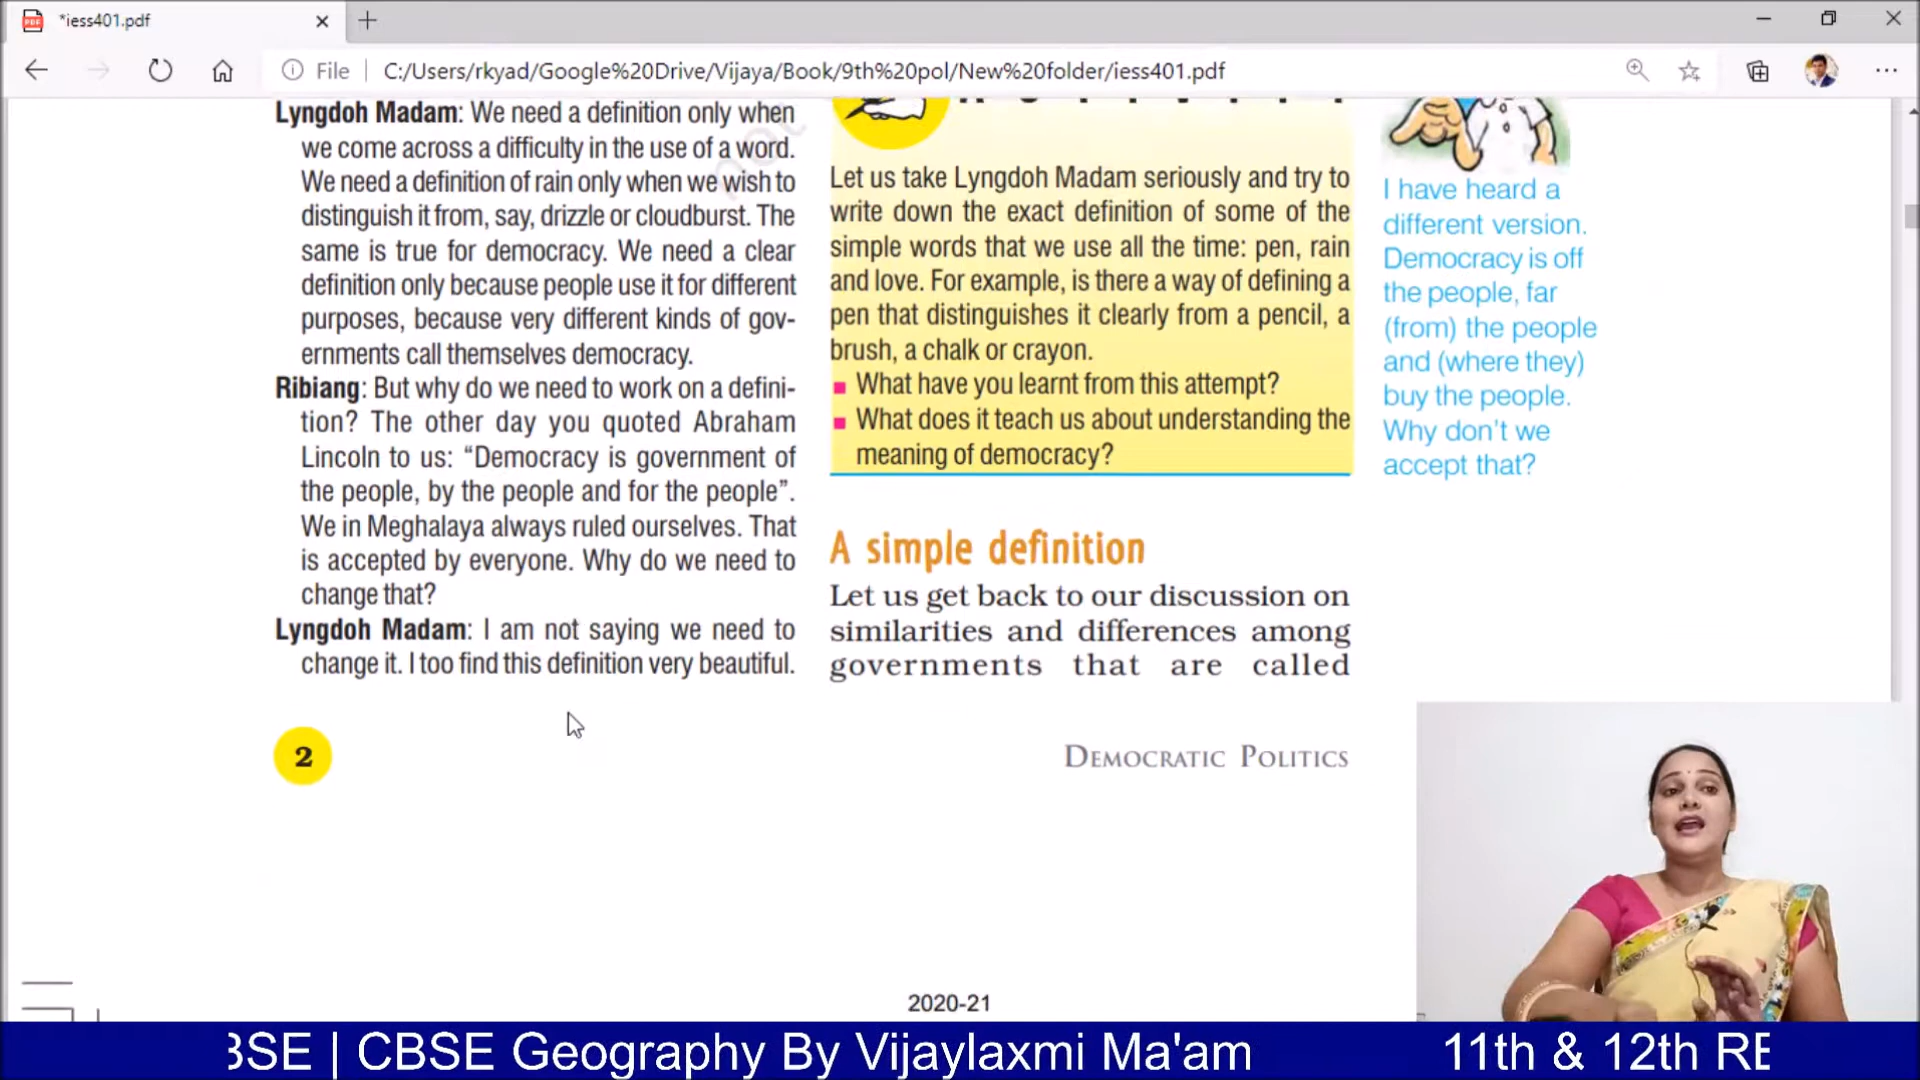 *iess401.pdf
File
C:/Users/rkyad/Google%20Drive/Vijaya/Book/9th%20pol/New%20folder/iess401.pdf
Lyngdoh Madam: We need a definition only when
we come across a difficulty in the use of a word.
We need a definition of rain only when we wish to
distinguish it from, say, drizzle or cloudburst. The
same is true for democracy. We need a clear
definition only because people use it for different
purposes, because very different kinds of gov-
ernments call themselves democracy.
Ribiang: But why do we need to work on a defini-
tion? The other day you quoted Abraham
Lincoln to us: “Democracy is government of
the people, by the people and for the people”.
We in Meghalaya always ruled ourselves. That
is accepted by everyone. Why do we need to
change that?
Lyngdoh Madam: I am not saying we need to
change it. I too find this definition very beautiful.
not
Let us take Lyngdoh Madam seriously and try to
write down the exact definition of some of the
simple words that we use all the time: pen, rain
and love. For example, is there a way of defining a
pen that distinguishes it clearly from a pencil, a
brush, a chalk or crayon.
What have you learnt from this attempt?
What does it teach us about understanding the
meaning of democracy?
A simple definition
Let us get back to our discussion on
similarities and differences among
governments that are called
I have heard a
different version.
Democracy is off
the people, far
(from) the people
and (where they)
buy the people.
Why don't we
accept that?
2
DEMOCRATIC POLITICS
2020-21
BSE | CBSE Geography By Vijaylaxmi Ma'am
11th & 12th RE